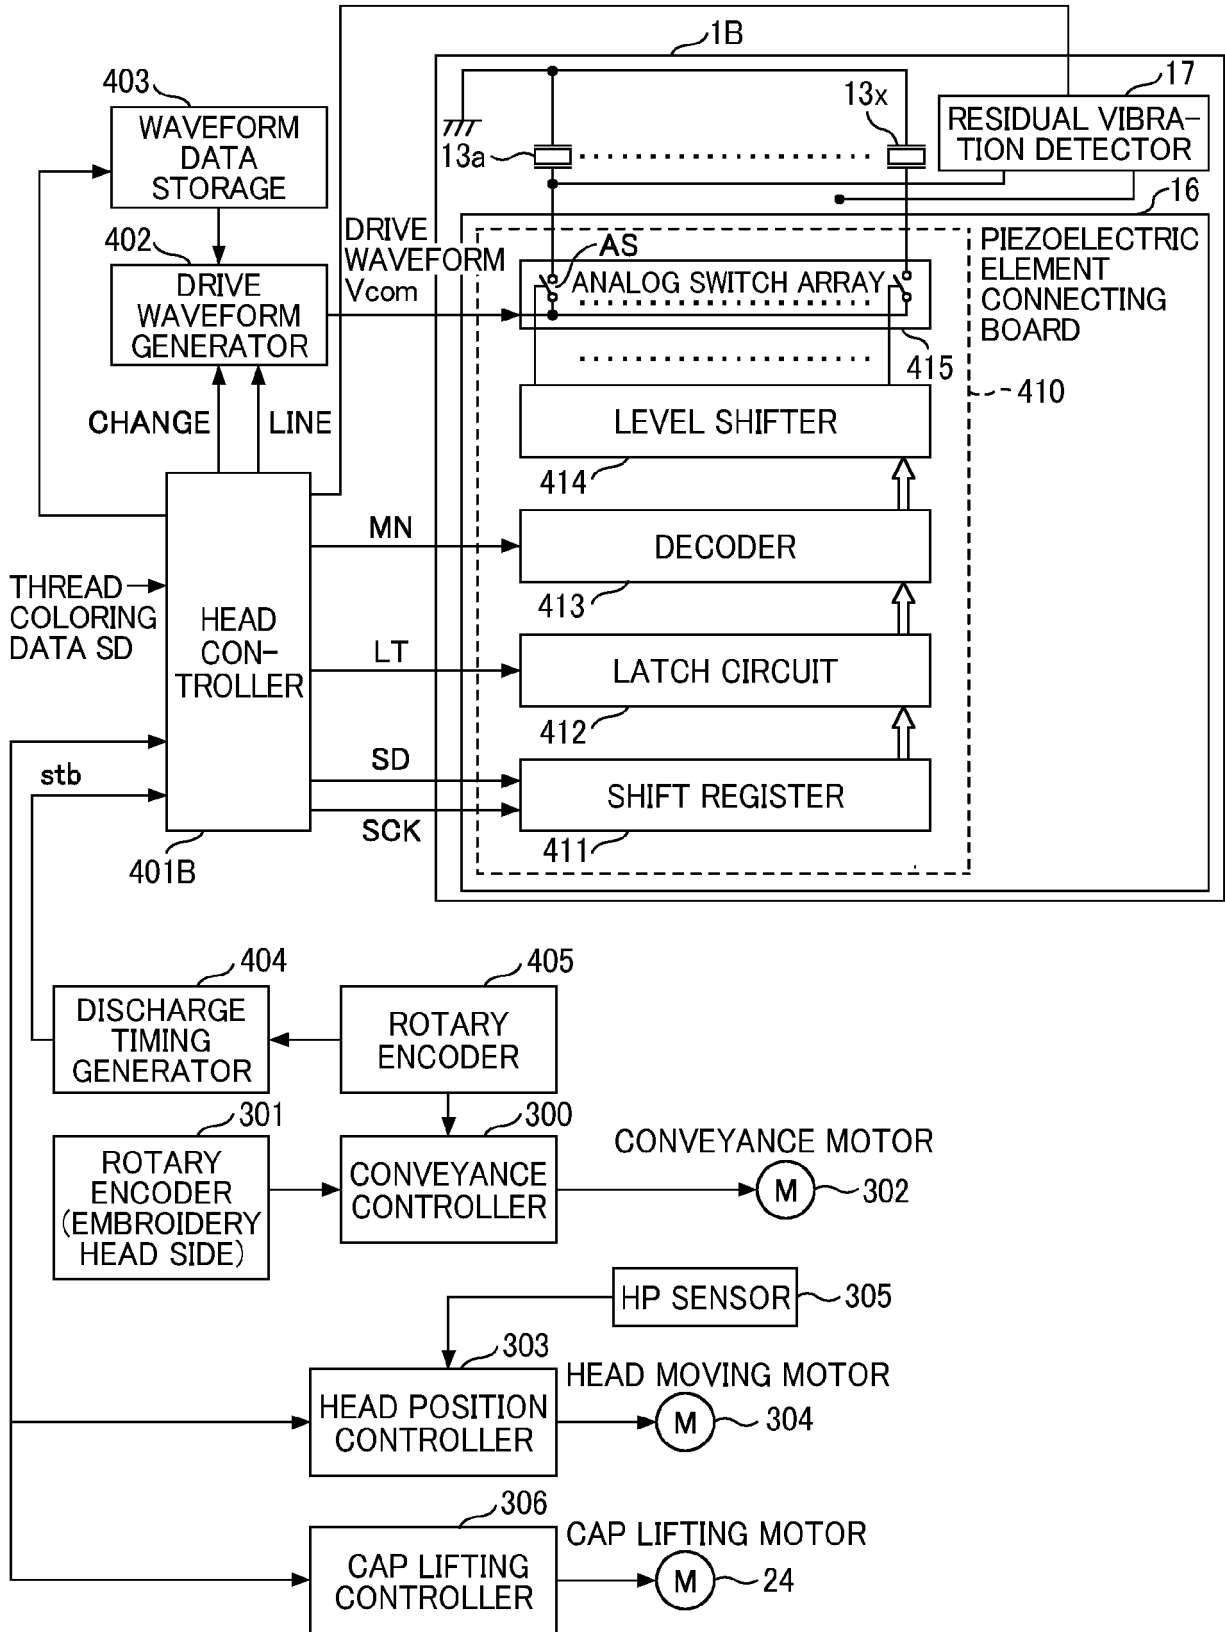 1B
403
WAVEFORM
DATA
STORAGE
17
RESIDUAL VIBRA-
TION DETECTOR
13x
13a
16
402
DRIVE
WAVEFORM
GENERATOR
DRIVE
WAVEFORM
Vcom
AS
ANALOG SWITCH ARRAY
415
PIEZOELECTRIC
ELEMENT
CONNECTING
BOARD
410
CHANGE
LINE
LEVEL SHIFTER
414
MN
DECODER
413
THREAD
COLORING
DATA SD
HEAD
CON-
TROLLER
LT
LATCH CIRCUIT
412
stb
SD
SCK
SHIFT REGISTER
411
401B
404
DISCHARGE
TIMING
GENERATOR
405
ROTARY
ENCODER
301
ROTARY
ENCODER
(EMBROIDERY
HEAD SIDE)
300
CONVEYANCE
CONTROLLER
CONVEYANCE MOTOR
M
302
HP SENSOR
305
303
HEAD POSITION
CONTROLLER
HEAD MOVING MOTOR
M
304
306
CAP LIFTING
CONTROLLER
CAP LIFTING MOTOR
M
24